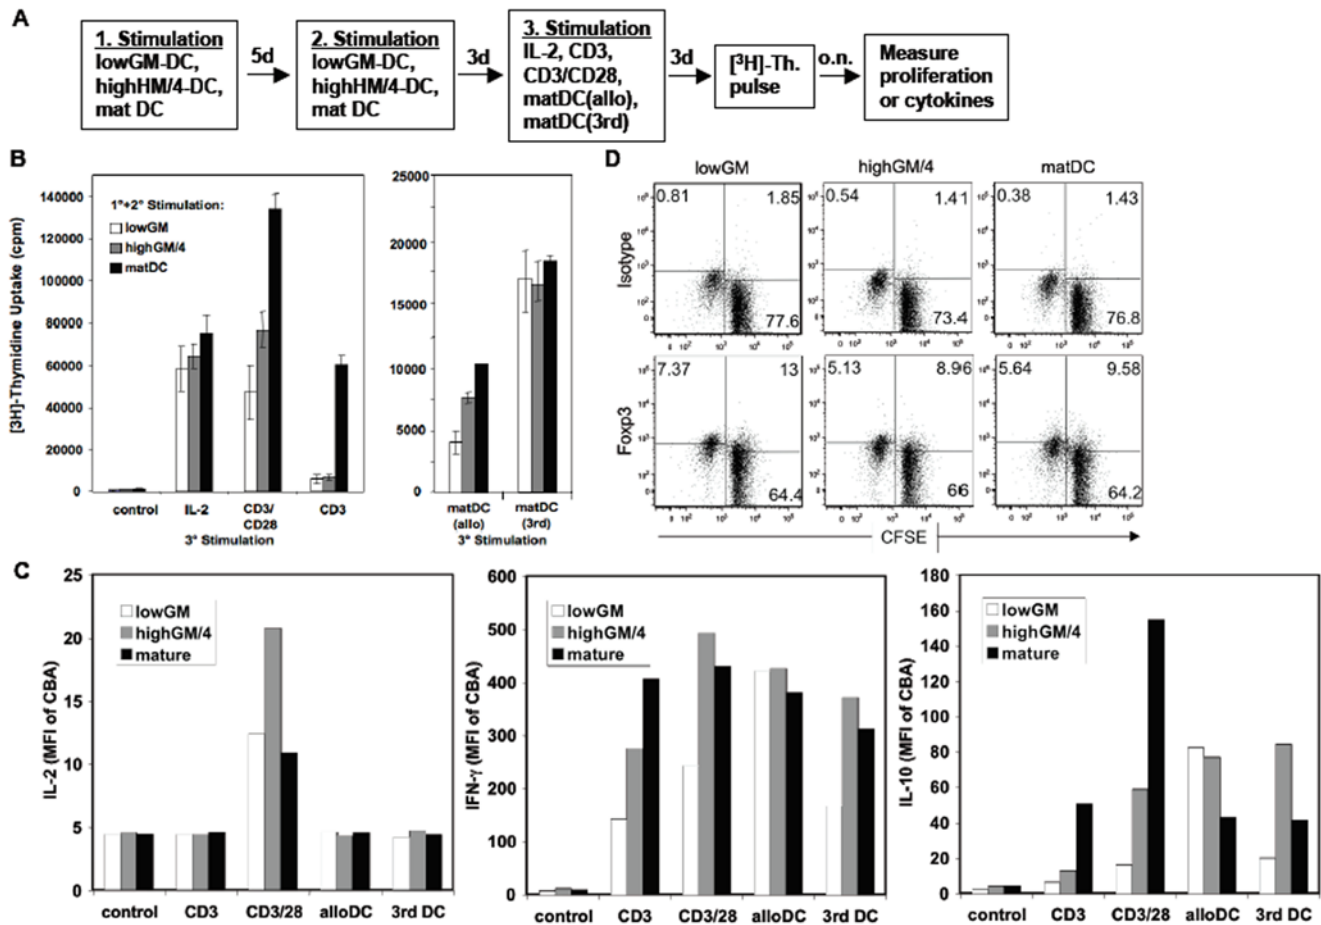 A
1. Stimulation
lowGM-DC,
highHM/4-DC,
mat DC
5d
2. Stimulation
lowGM-DC,
highHM/4-DC,
mat DC
3d
3. Stimulation
IL-2, CD3,
CD3/CD28,
matDC(allo),
matDC(3rd)
3d
[³H]-Th.
pulse
o.n.
Measure
proliferation
or cytokines
B
[3H]-Thymidine Uptake (cpm)
140000
120000
100000
80000
60000
40000
20000
0
1°+2° Stimulation:
lowGM
highGM/4
matDC
control
IL-2
CD3/
CD28
CD3
3° Stimulation
25000
20000
15000
10000
5000
0
matDC
(allo)
matDC
(3rd)
3° Stimulation
D
lowGM
highGM/4
matDC
Isotype
0.81
1.85
77.6
0.54
1.41
73.4
0.38
1.43
76.8
Foxp3
7.37
13
64.4
5.13
8.96
66
5.64
9.58
64.2
CFSE
C
IL-2 (MFI of CBA)
25
20
15
10
5
0
lowGM
highGM/4
mature
control
CD3
CD3/28
alloDC
3rd DC
IFN-γ (MFI of CBA)
600
500
400
300
200
100
0
lowGM
highGM/4
mature
control
CD3
CD3/28
alloDC
3rd DC
IL-10 (MFI of CBA)
180
160
140
120
100
80
60
40
20
0
lowGM
highGM/4
mature
control
CD3
CD3/28
alloDC
3rd DC